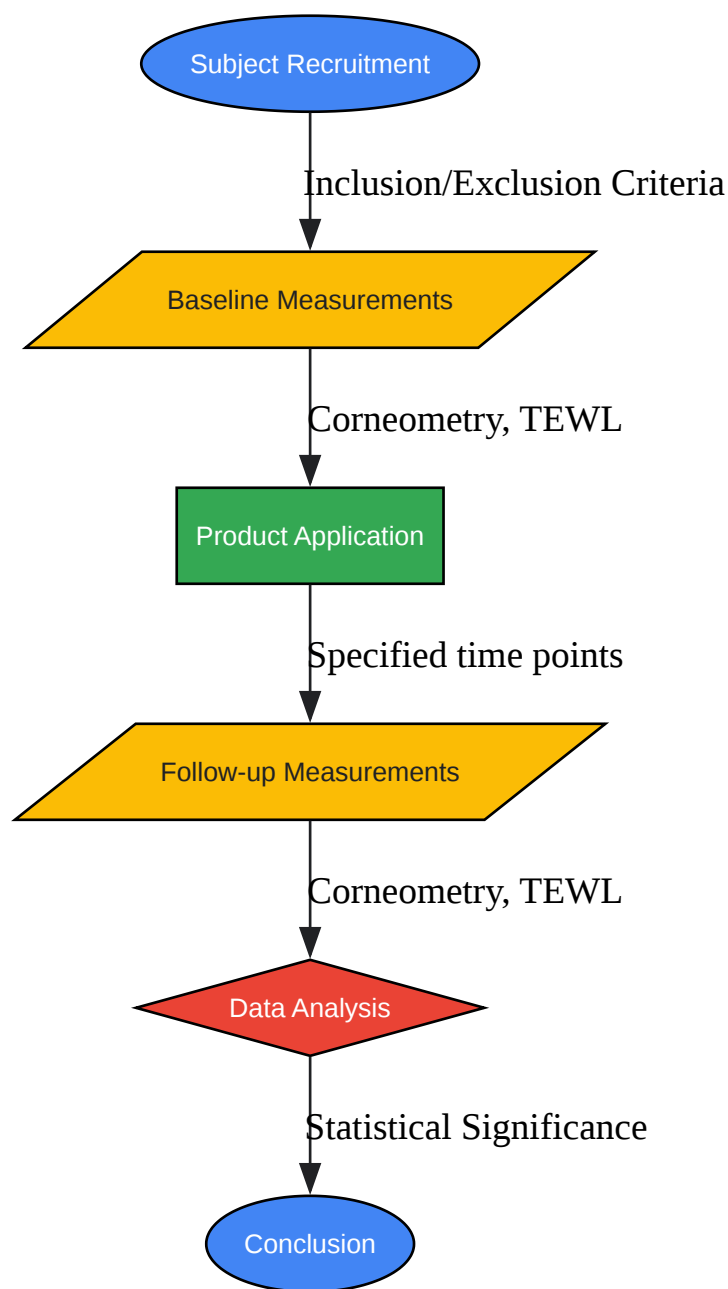 Subject Recruitment
Inclusion/Exclusion Criteria
Baseline Measurements
Corneometry, TEWL
Product Application
Specified time points
Follow-up Measurements
Corneometry, TEWL
Data Analysis
Statistical Significance
Conclusion